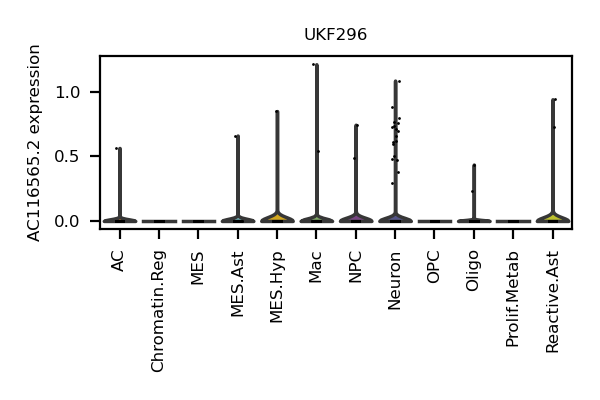 UKF296
AC116565.2 expression
1.0
0.5
0.0
AC
Chromatin.Reg
MES
MES.Ast
MES.Hyp
Mac
NPC
Neuron
OPC
Oligo
Prolif.Metab
Reactive.Ast